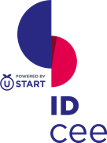 POWERED BY
U START
ID
cee